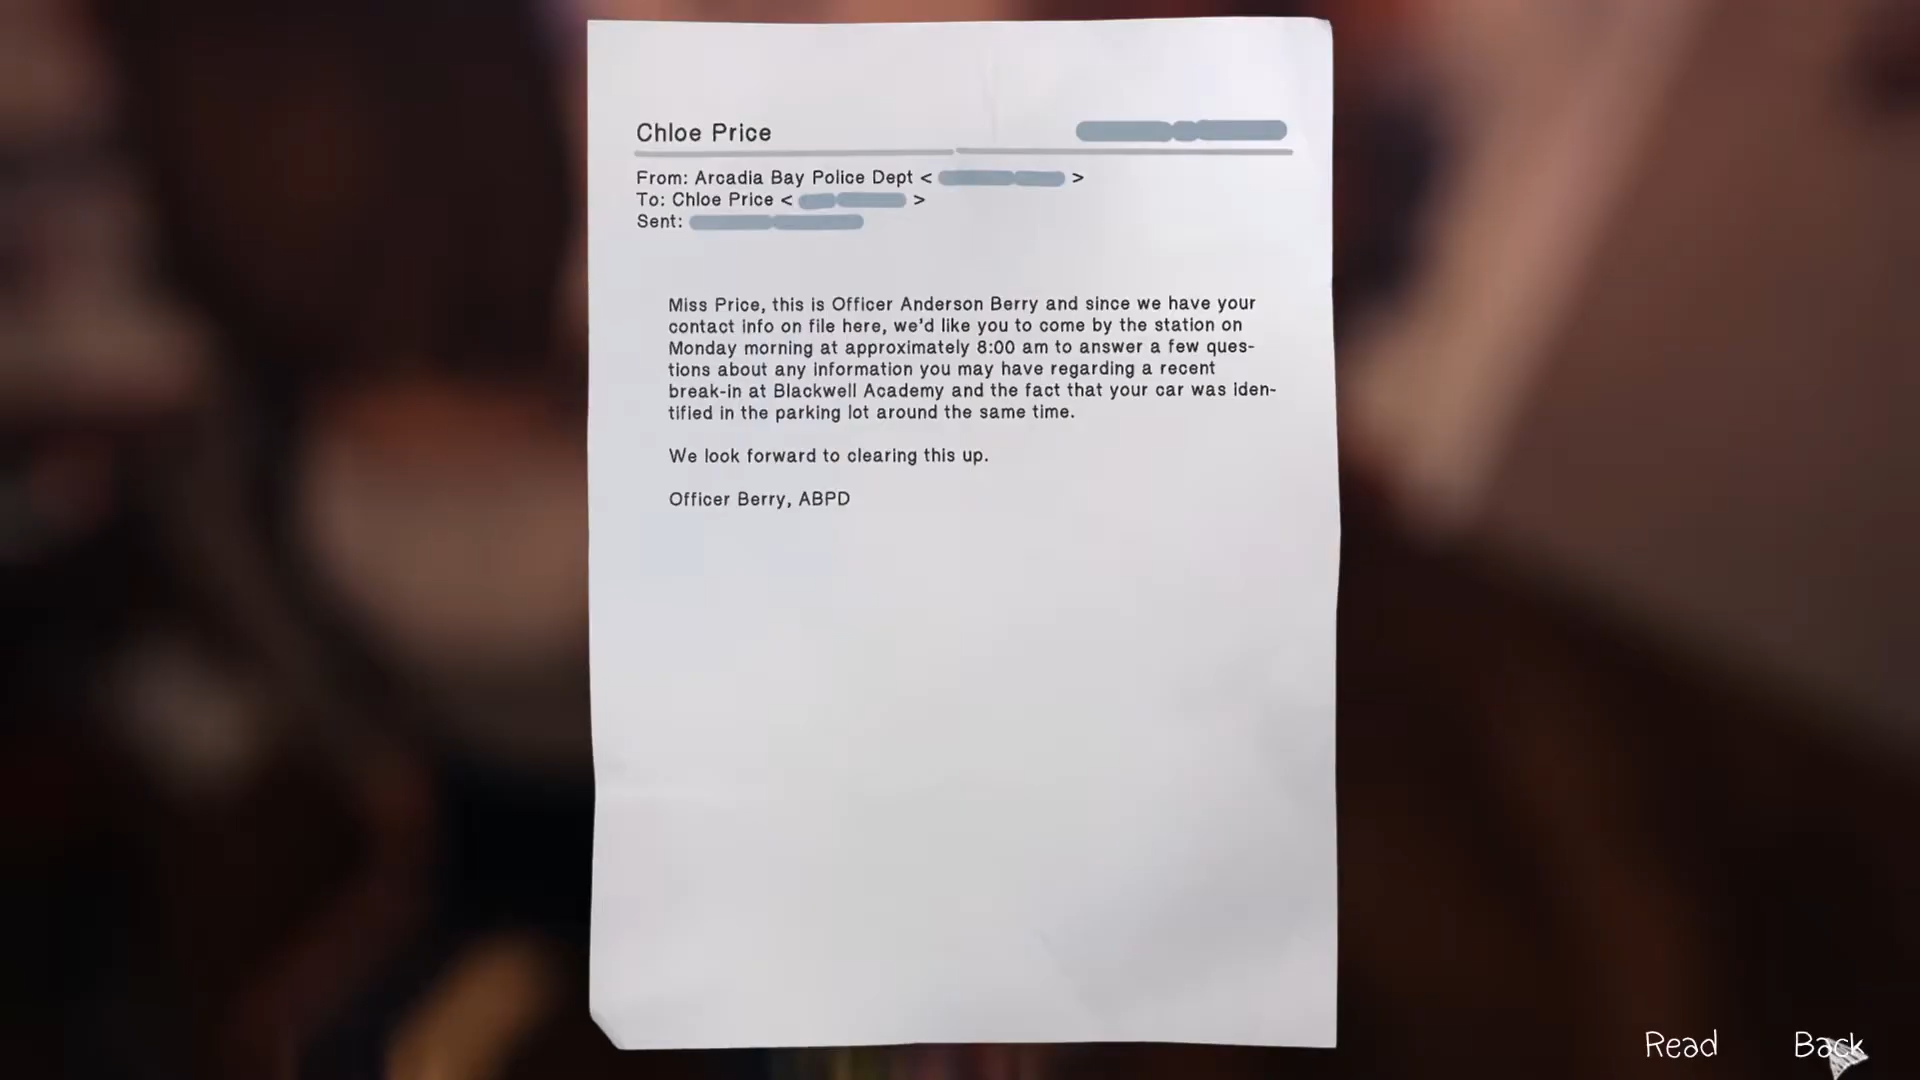 Chloe Price
From: Arcadia Bay Police Dept < >
To: Chloe Price < >
Sent:
Miss Price, this is Officer Anderson Berry and since we have your
contact info on file here, we'd like you to come by the station on
Monday morning at approximately 8:00 am to answer a few ques-
tions about any information you may have regarding a recent
break-in at Blackwell Academy and the fact that your car was iden-
tified in the parking lot around the same time.
We look forward to clearing this up.
Officer Berry, ABPD
Read Back